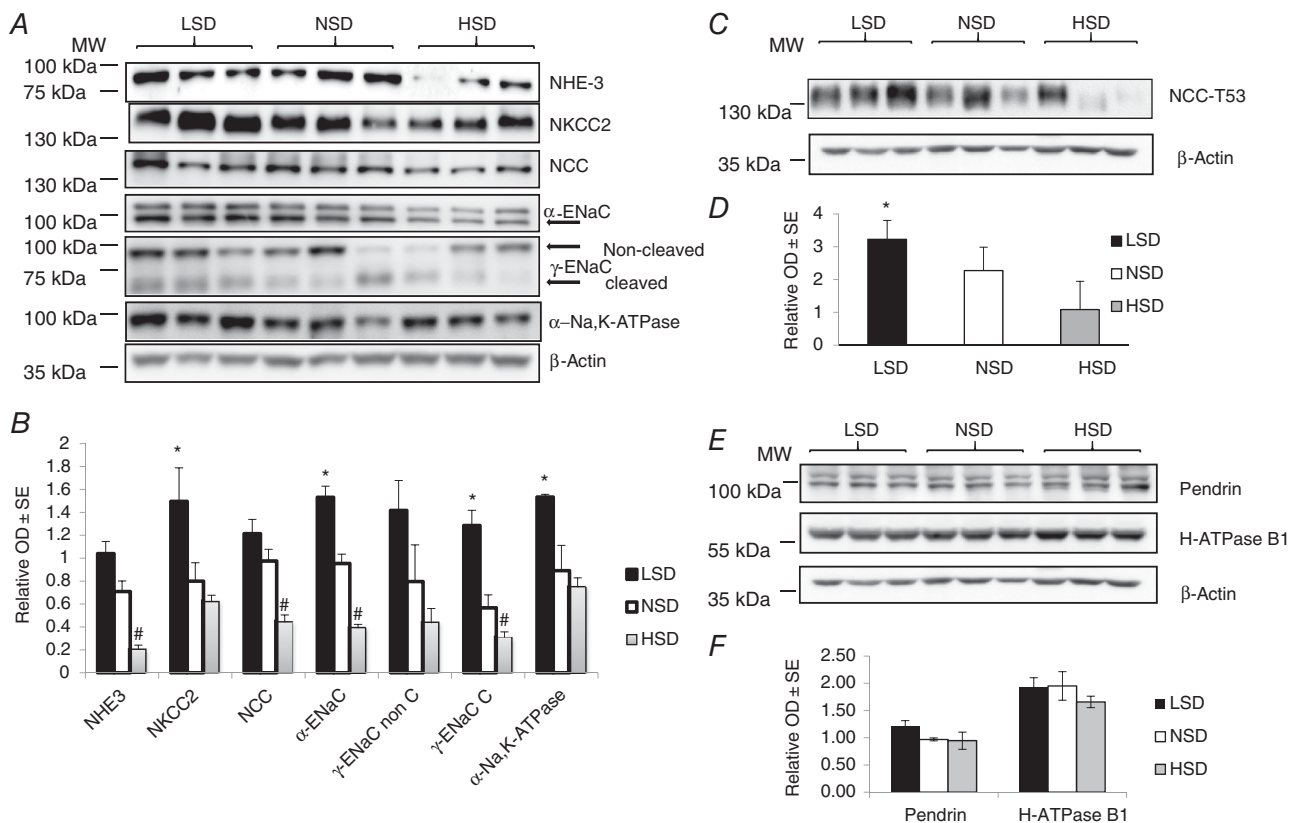 A
LSD NSD HSD
MW
100 kDa
75 kDa
NHE-3
130 kDa
NKCC2
130 kDa
NCC
100 kDa
α-ENaC
100 kDa
75 kDa
Non-cleaved
γ-ENaC
cleaved
100 kDa
α–Na,K-ATPase
35 kDa
β-Actin
B
Relative OD ± SE
2
1.8
1.6
1.4
1.2
1
0.8
0.6
0.4
0.2
0
* * * *
# # # #
LSD
NSD
HSD
NHE3
NKCC2
NCC
α-ENaC
γ-ENaC non C
γ-ENaC C
α-Na,K-ATPase
C
LSD NSD HSD
MW
130 kDa
NCC-T53
35 kDa
β-Actin
D
Relative OD ± SE
4
3
2
1
0
*
LSD NSD HSD
LSD
NSD
HSD
E
LSD NSD HSD
MW
100 kDa
Pendrin
55 kDa
H-ATPase B1
35 kDa
β-Actin
F
Relative OD ± SE
2.50
2.00
1.50
1.00
0.50
0.00
Pendrin H-ATPase B1
LSD
NSD
HSD